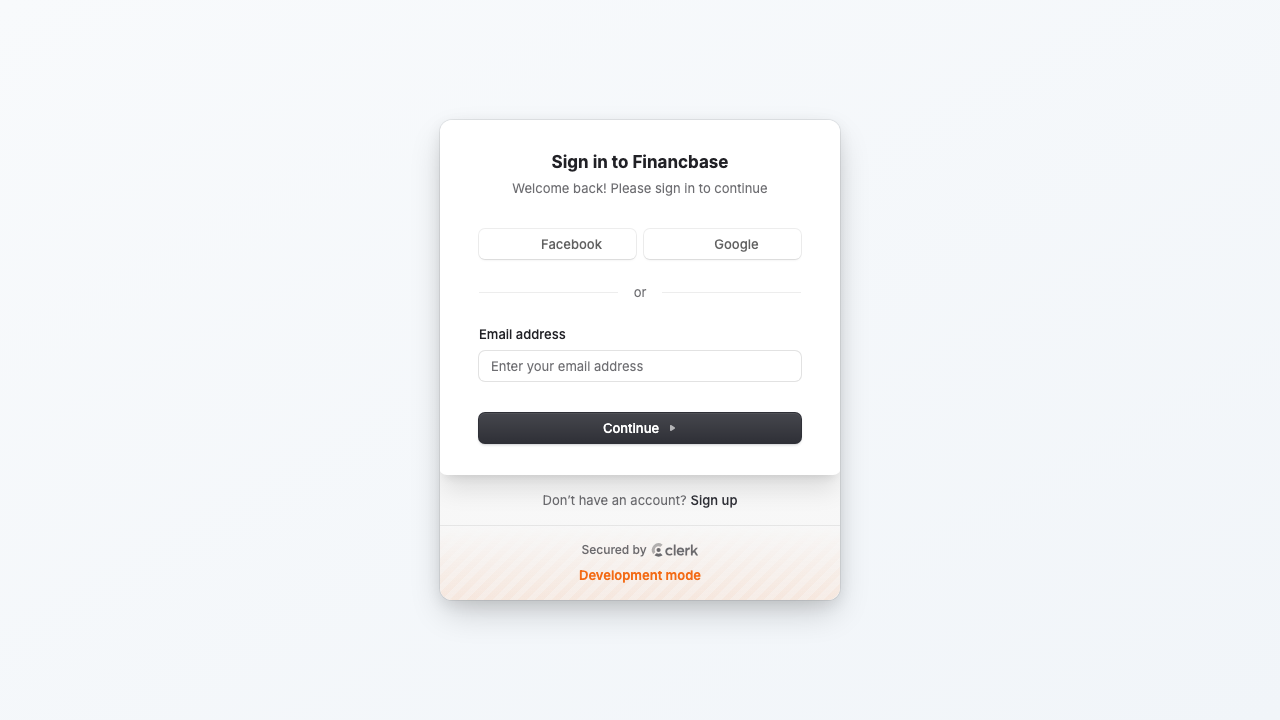 Sign in to Financbase
Welcome back! Please sign in to continue
Facebook
Google
or
Email address
Enter your email address
Continue
Don’t have an account? Sign up
Secured by clerk
Development mode